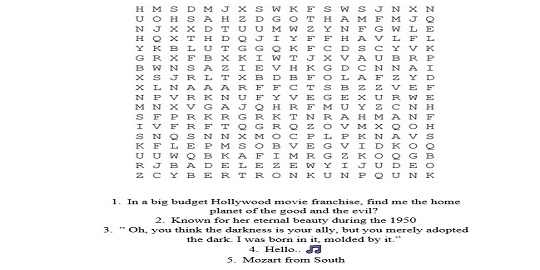 H M S D M J X S W K F S W S J N X N
U O H S A H Z D G O T H A M F M J Q
N J X X D T U U M W Z Y N F G W L E
H Q X T H D Q J I Y F F H A V L F L
Y K B L U T G G Q K F C D S C Y V K
G R X F B X K I W T J X V A U B R P
B W N S A Z I E V H K G D C N N A I
X S J R L T X B D B F O L A F Z Y D
X L N A A A R F F C T S B Z Z V E F
N P V R K N U F Y V E G E X U R W E
M N X V G A J Q H R F M U Y Z C N H
S F P R K R G R K T N R A H M A N F
I V F R F T Q G R Q Z O V M X Q O H
S N Q S N N X M O C P L P K N A V S
K F L E P M S O B V E G V I D K O Q
U U W Q B K A F I M R G Z K O Q G B
R J B A D E L E Z E W Y I J U D E O
Z C Y B E R T R O N K U N P Q U N K
1. In a big budget Hollywood movie franchise, find me the home
planet of the good and the evil?
2. Known for her eternal beauty during the 1950
3. " Oh, you think the darkness is your ally, but you merely adopted
the dark. I was born in it, molded by it."
4. Hello.. 🎵
5. Mozart from South